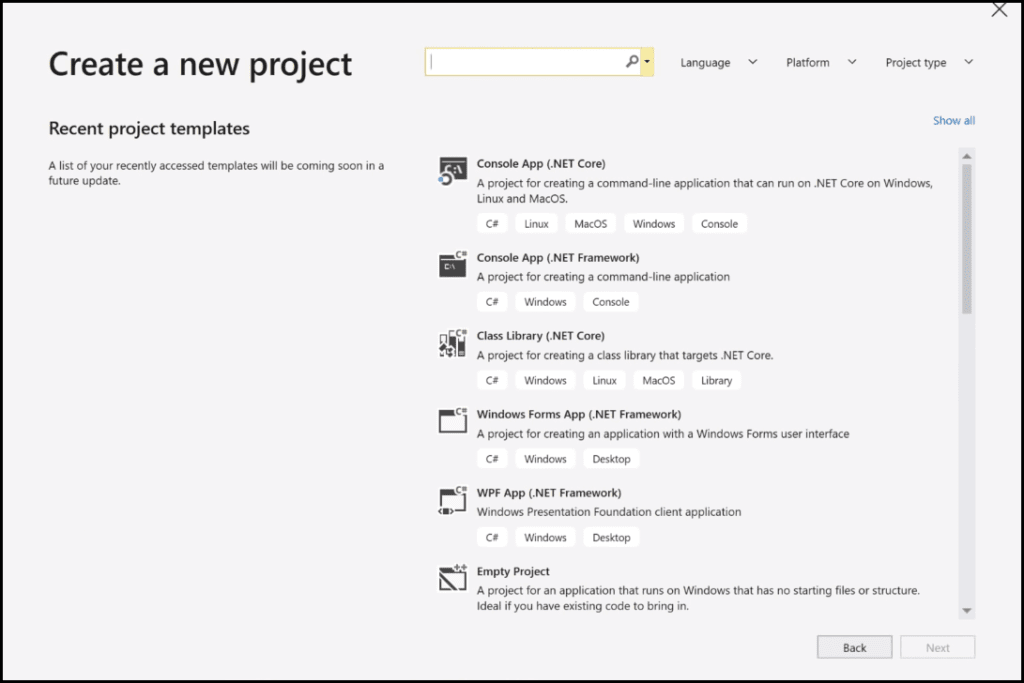 Create a new project
Language
Platform
Project type
Recent project templates
A list of your recently accessed templates will be coming soon in a
future update.
Show all
Console App (.NET Core)
A project for creating a command-line application that can run on .NET Core on Windows,
Linux and MacOS.
C# Linux MacOS Windows Console
C#
Console App (.NET Framework)
A project for creating a command-line application
C# Windows Console
C#
Class Library (.NET Core)
A project for creating a class library that targets .NET Core.
C# Windows Linux MacOS Library
C#
Windows Forms App (.NET Framework)
A project for creating an application with a Windows Forms user interface
C# Windows Desktop
C#
WPF App (.NET Framework)
Windows Presentation Foundation client application
C# Windows Desktop
++
Empty Project
A project for an application that runs on Windows that has no starting files or structure.
Ideal if you have existing code to bring in.
Back
Next